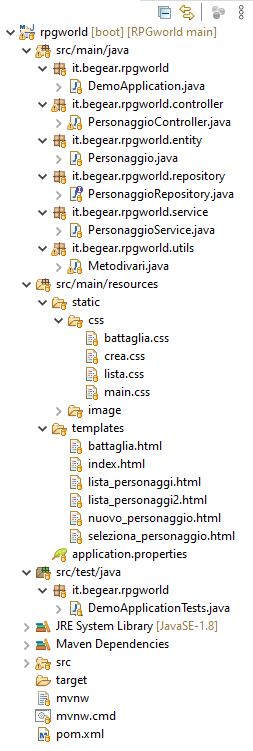 rpgworld [boot] [RPGworld main]
src/main/java
it.begear.rpgworld
DemoApplication.java
it.begear.rpgworld.controller
PersonaggioController.java
it.begear.rpgworld.entity
Personaggio.java
it.begear.rpgworld.repository
PersonaggioRepository.java
it.begear.rpgworld.service
PersonaggioService.java
it.begear.rpgworld.utils
Metodivari.java
src/main/resources
static
css
battaglia.css
crea.css
lista.css
main.css
image
templates
battaglia.html
index.html
lista_personaggi.html
lista_personaggi2.html
nuovo_personaggio.html
seleziona_personaggio.html
application.properties
src/test/java
it.begear.rpgworld
DemoApplicationTests.java
JRE System Library [JavaSE-1.8]
Maven Dependencies
src
target
mvnw
mvnw.cmd
pom.xml